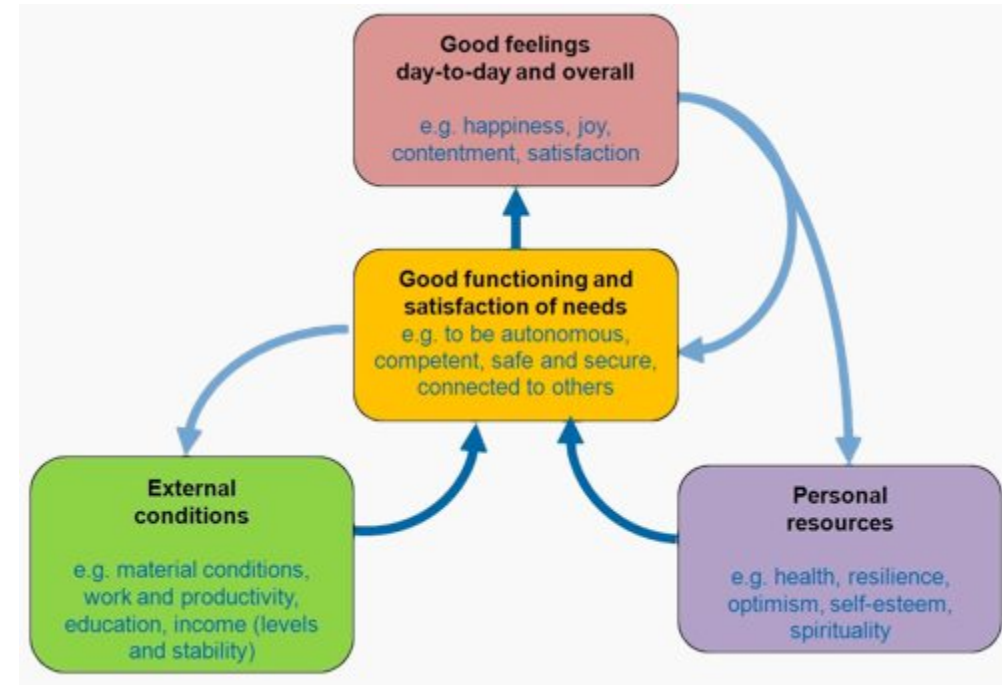 Good feelings
day-to-day and overall
e.g. happiness, joy,
contentment, satisfaction
Good functioning and
satisfaction of needs
e.g. to be autonomous,
competent, safe and secure,
connected to others
External
conditions
e.g. material conditions,
work and productivity,
education, income (levels
and stability)
Personal
resources
e.g. health, resilience,
optimism, self-esteem,
spirituality